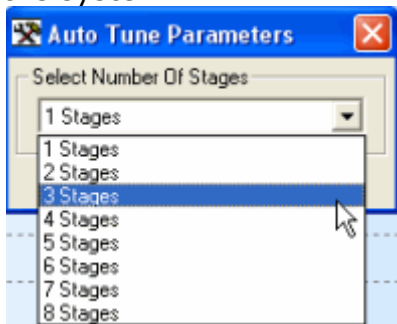 Auto Tune Parameters
Select Number Of Stages
1 Stages
1 Stages
2 Stages
3 Stages
4 Stages
5 Stages
6 Stages
7 Stages
8 Stages